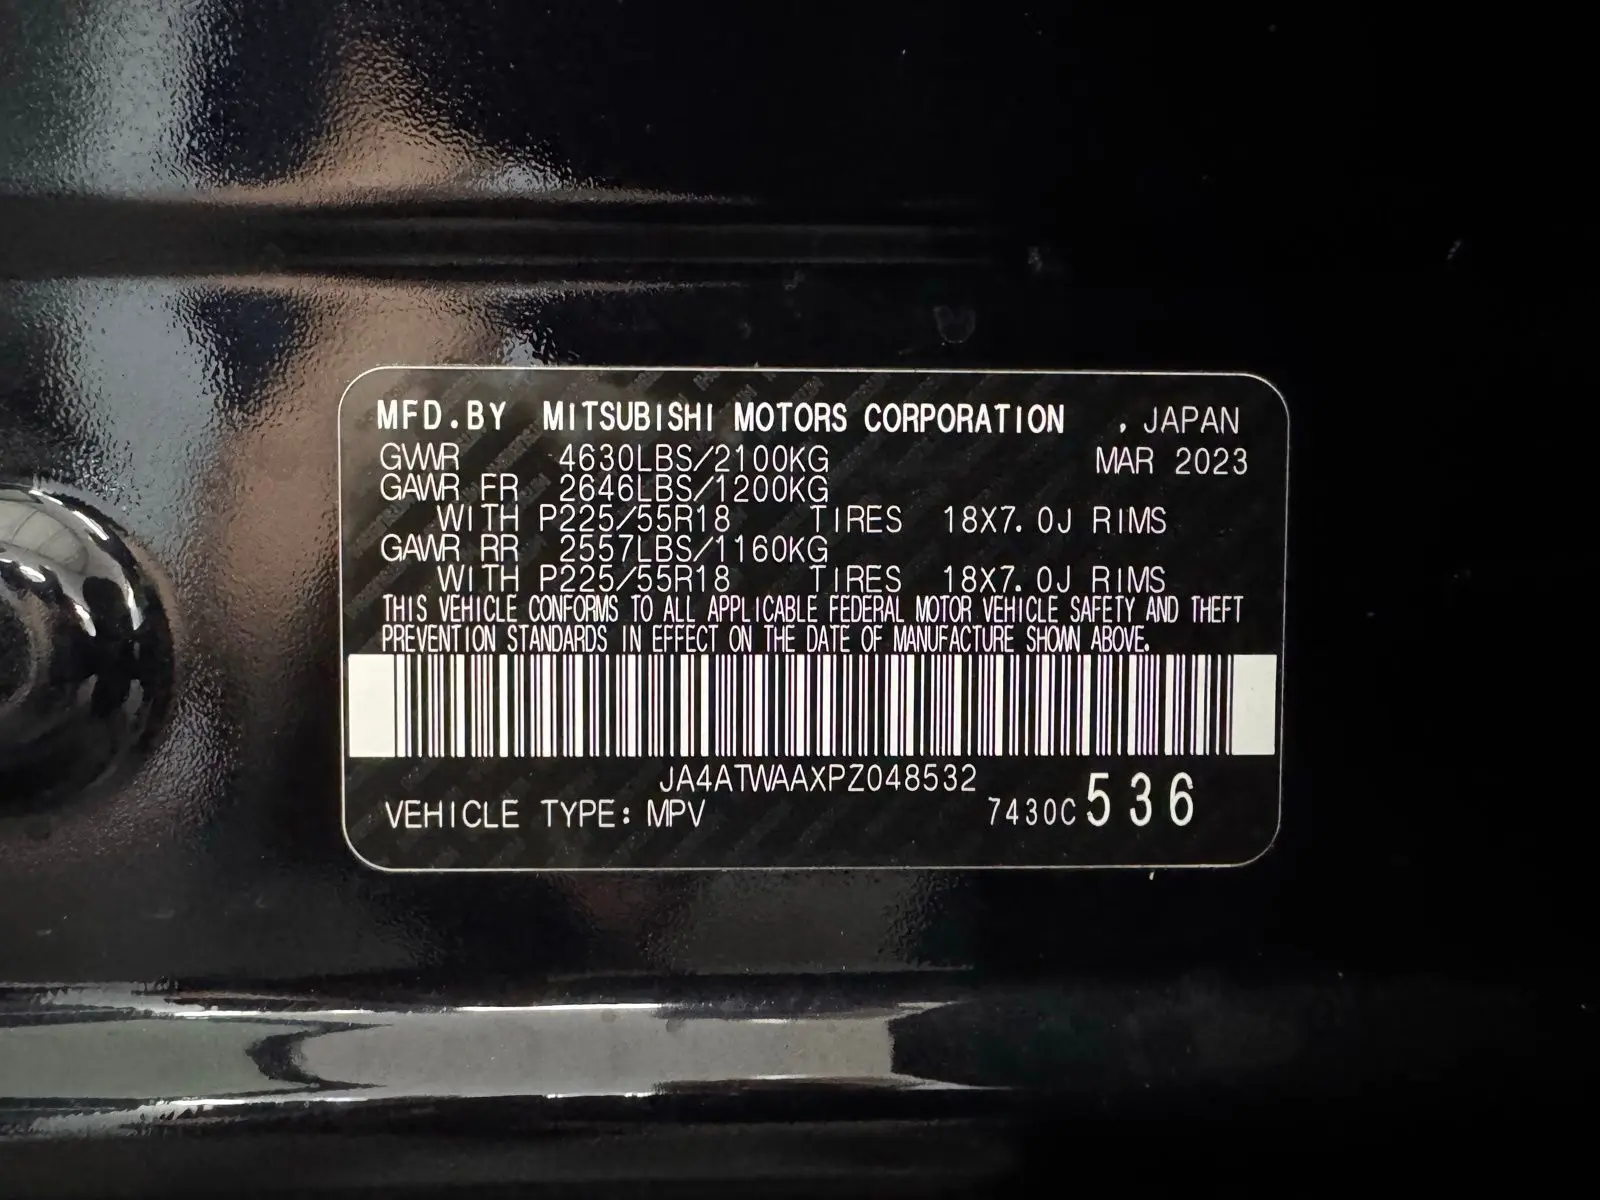 MFD.BY MITSUBISHI MOTORS CORPORATION , JAPAN
GVWR 4630LBS/2100KG MAR 2023
GAWR FR 2646LBS/1200KG
WITH P225/55R18 TIRES 18X7.0J RIMS
GAWR RR 2557LBS/1160KG
WITH P225/55R18 TIRES 18X7.0J RIMS
THIS VEHICLE CONFORMS TO ALL APPLICABLE FEDERAL MOTOR VEHICLE SAFETY AND THEFT
PREVENTION STANDARDS IN EFFECT ON THE DATE OF MANUFACTURE SHOWN ABOVE.
JA4ATWAAXPZ048532
VEHICLE TYPE: MPV 7430C 536